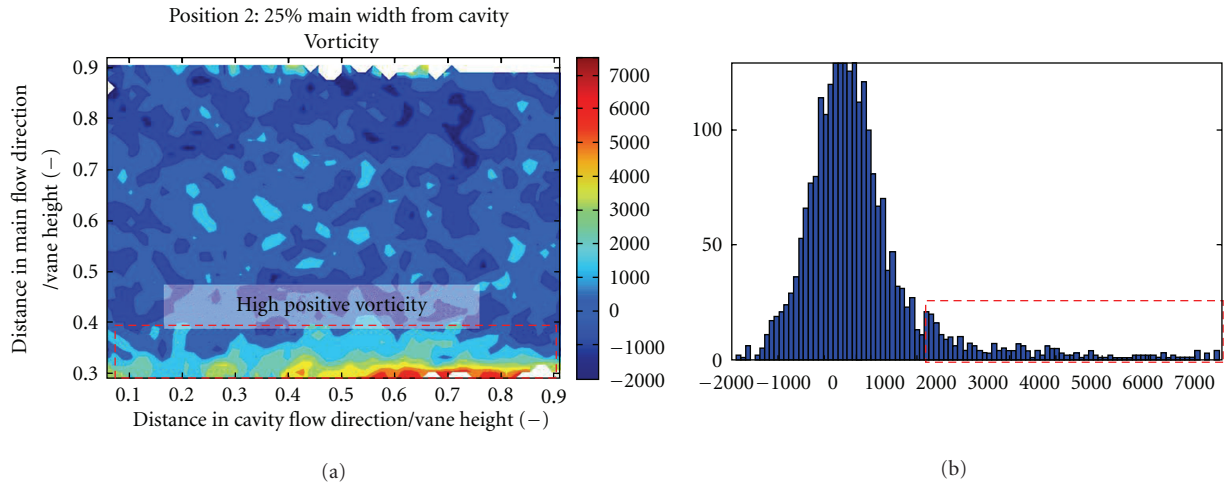 Position 2: 25% main width from cavity
Vorticity
Distance in main flow direction
/vane height (−)
0.9
0.8
0.7
0.6
0.5
0.4
0.3
High positive vorticity
0.1 0.2 0.3 0.4 0.5 0.6 0.7 0.8 0.9
Distance in cavity flow direction/vane height (−)
7000
6000
5000
4000
3000
2000
1000
0
−1000
−2000
(a)
100
50
0
−2000 −1000 0 1000 2000 3000 4000 5000 6000 7000
(b)